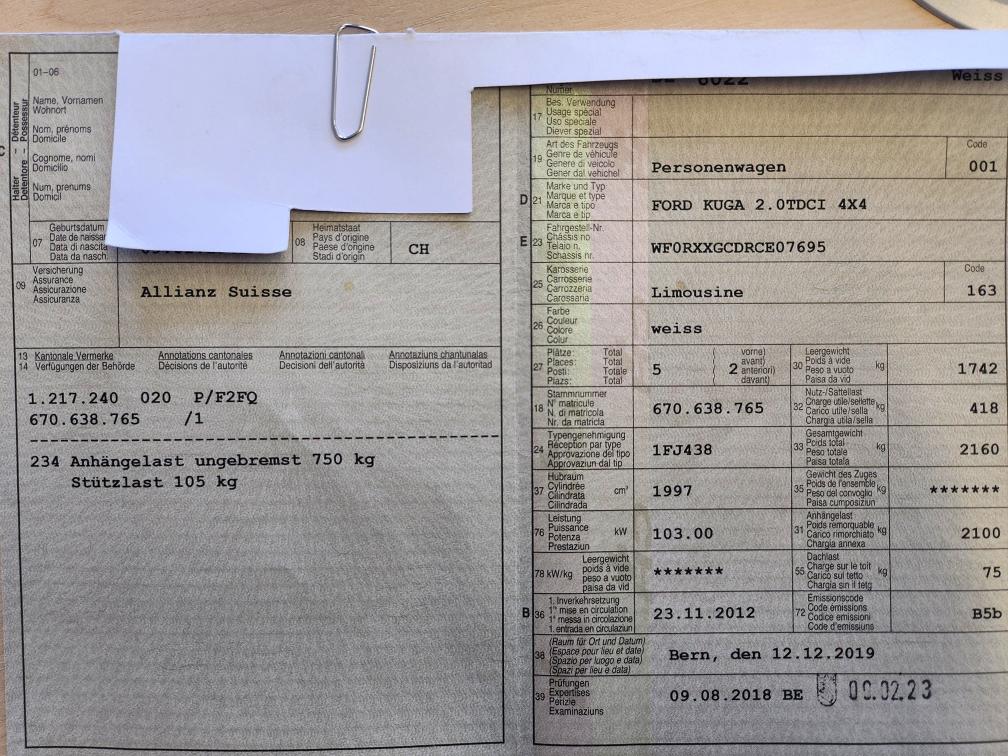 01-06
Halter – Détenteur
Detentore – Possessur
Name, Vornamen
Wohnort
Nom, prénoms
Domicile
Cognome, nomi
Domicilio
Num, prenums
Domicil
07
Geburtsdatum
Data di nascita
Data da nasch.
08
Heimatstaat
Pays d'origine
Paese d'origine
Stadi d'origin
CH
09
Versicherung
Assurance
Assicurazione
Assicuranza
Allianz Suisse
13 Kantonale Vermerke Annotations cantonales Annotazioni cantonali Annotaziuns chantunalas
14 Verfügungen der Behörde Décisions de l'autorité Decisioni dell'autorità Disposiziuns da l'autoritad
1.217.240 020 P/F2FQ
670.638.765 /1
234 Anhängelast ungebremst 750 kg
Stützlast 105 kg
Weiss
17
Bes. Verwendung
Usage spécial
Uso speciale
Diever spezial
19
Art des Fahrzeugs
Genre de véhicule
Genere di veicolo
Gener dal vehichel
Personenwagen
Code
001
D 21
Marke und Typ
Marque et type
Marca e tipo
Marca e tip
FORD KUGA 2.0TDCI 4X4
E 23
Fahrgestell-Nr.
Châssis no
Telaio n.
Schassis nr.
WF0RXXGCDRCE07695
25
Karosserie
Carrosserie
Carrozzeria
Carossaria
Limousine
Code
163
26
Farbe
Couleur
Colore
Colur
weiss
27
Plätze: Total
Places: Total
Posti: Totale
Plazs: Total
5
2
vorne)
avant)
anteriori)
davant)
30
Leergewicht
Poids à vide
Peso a vuoto
Paisa da vid
kg
1742
18
Stammnummer
N° matricule
N. di matricola
Nr. da matricla
670.638.765
32
Nutz-/Sattellast
Charge utile/sellette
Carico utile/sella
Chargia utila/sella
kg
418
24
Typengenehmigung
Réception par type
Approvazione del tipo
Approvaziun dal tip
1FJ438
33
Gesamtgewicht
Poids total
Peso totale
Paisa totala
kg
2160
37
Hubraum
Cylindrée
Cilindrata
Cilindrada
cm³
1997
35
Gewicht des Zuges
Poids de l'ensemble
Peso del convoglio
Paisa cumposiziun
kg
*******
76
Leistung
Puissance
Potenza
Prestaziun
kW
103.00
31
Anhängelast
Poids remorquable
Carico rimorchiato
Chargia annexa
kg
2100
78 kW/kg
Leergewicht
poids à vide
peso a vuoto
paisa da vid
*******
55
Dachlast
Charge sur le toit
Carico sul tetto
Chargia sin il tetg
kg
75
B 36
1. Inverkehrsetzung
1re mise en circulation
1a messa in circolazione
1. entrada en circulaziun
23.11.2012
72
Emissionscode
Code émissions
Codice emissioni
Code d'emissiuns
B5b
38
(Raum für Ort und Datum)
(Espace pour lieu et date)
(Spazio per luogo e data)
(Spazi per lieu e data)
Bern, den 12.12.2019
39
Prüfungen
Expertises
Perizie
Examinaziuns
09.08.2018 BE